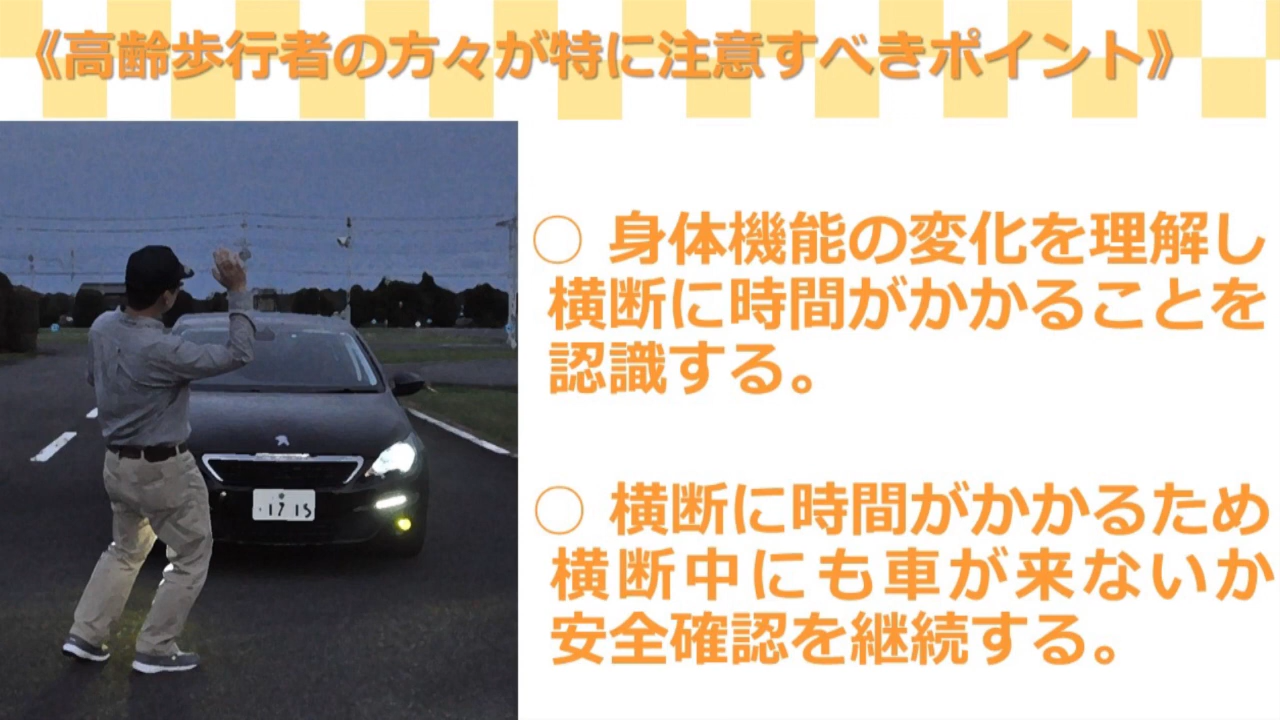 《高齢歩行者の方々が特に注意すべきポイント》
○ 身体機能の変化を理解し
横断に時間がかかることを
認識する。
○ 横断に時間がかかるため
横断中にも車が来ないか
安全確認を継続する。
・17 15